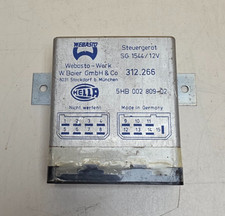 WEBASTO
Steuergerät
SG 1544/12V
Webasto-Werk
W. Baier GmbH & Co
8031 Stockdorf b. München
312.266
HELLA
5HB 002 809-02
Nicht werfen!
Made in Germany